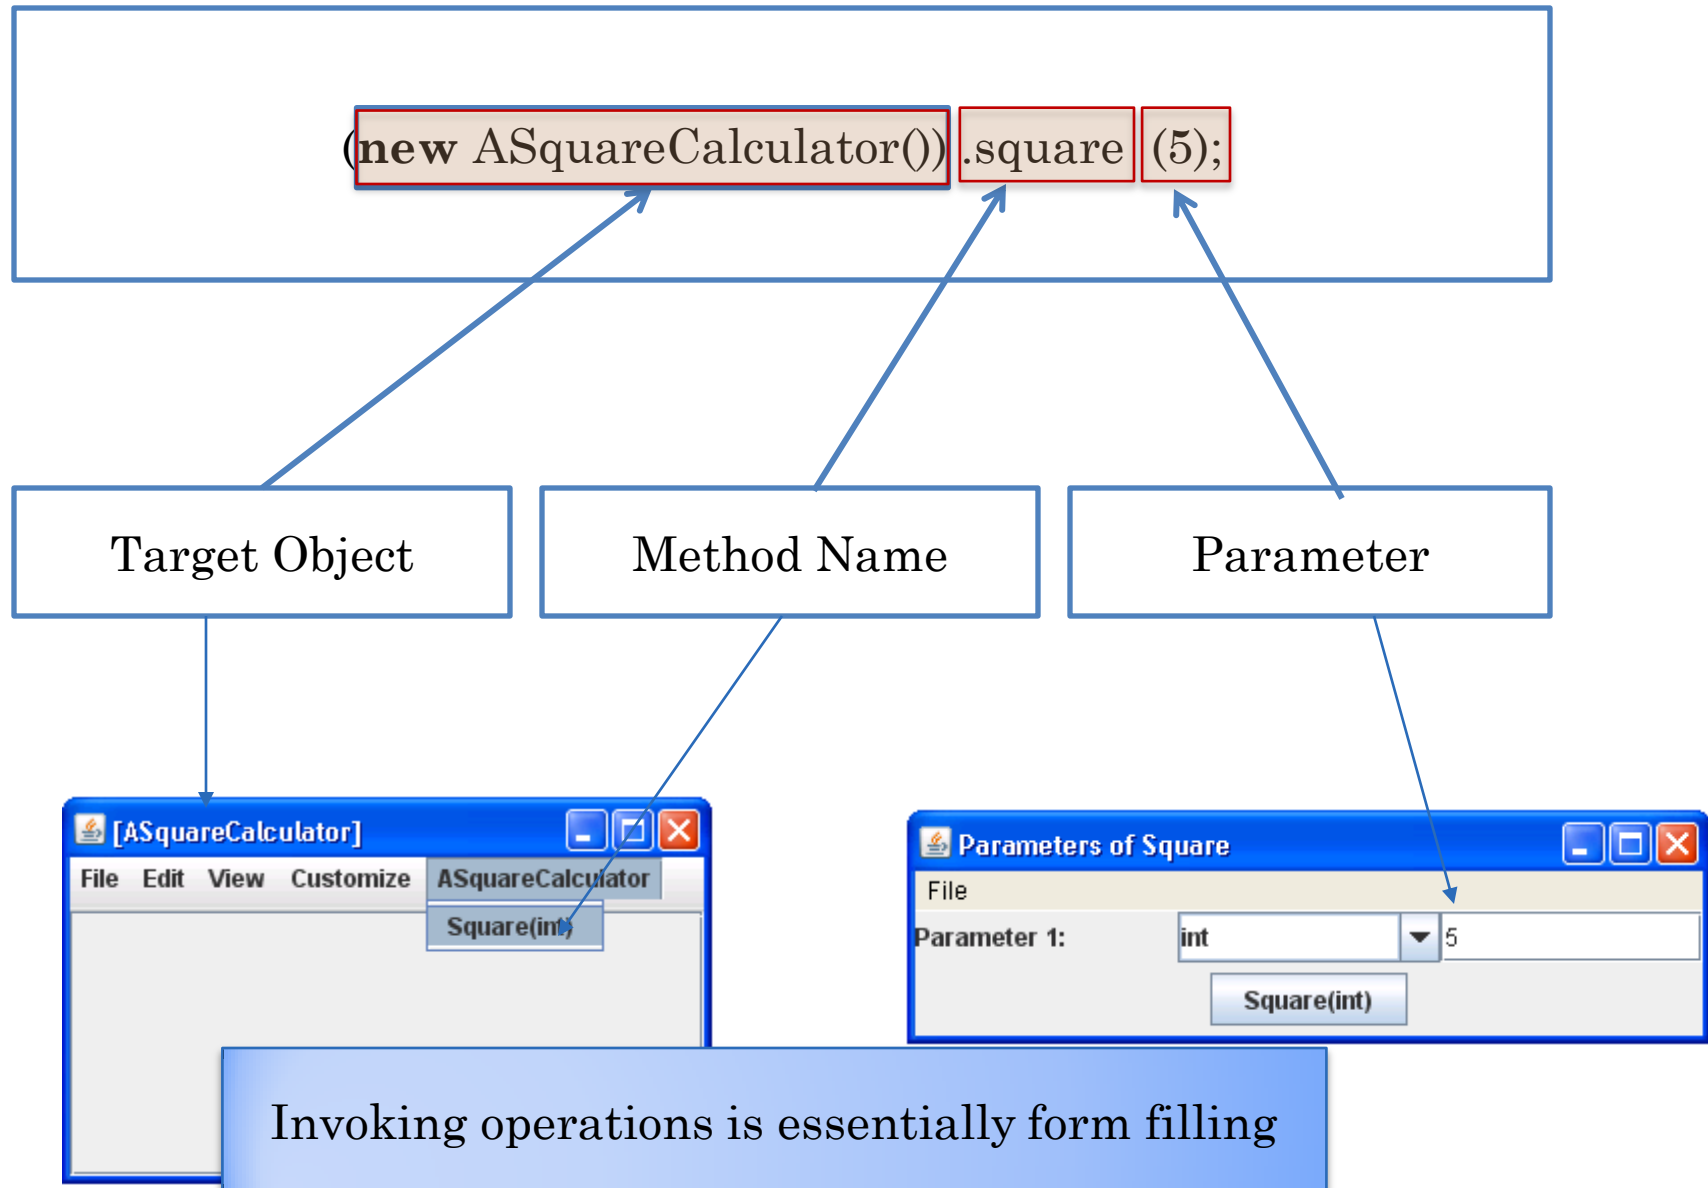 (new ASquareCalculator()) .square (5);
Target Object
Method Name
Parameter
[ASquareCalculator]
File Edit View Customize ASquareCalculator
Square(int)
Parameters of Square
File
Parameter 1: int 5
Square(int)
Invoking operations is essentially form filling